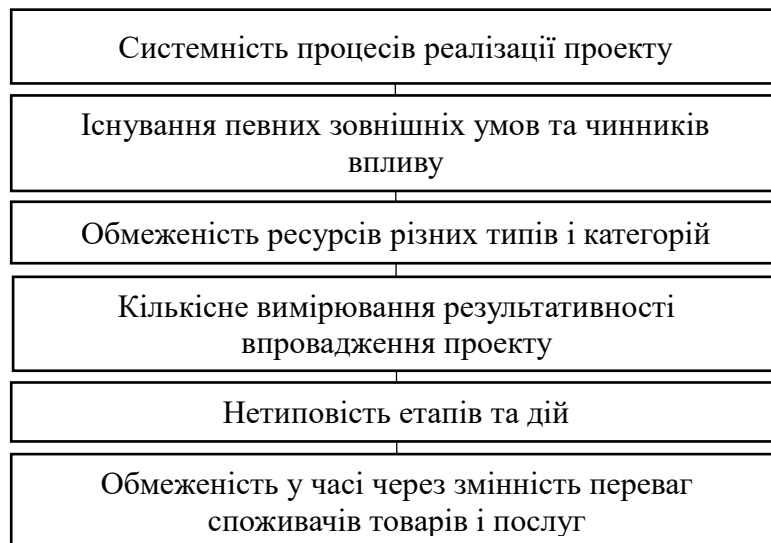 Системність процесів реалізації проекту
Існування певних зовнішніх умов та чинників
впливу
Обмеженість ресурсів різних типів і категорій
Кількісне вимірювання результативності
впровадження проекту
Нетиповість етапів та дій
Обмеженість у часі через змінність переваг
споживачів товарів і послуг